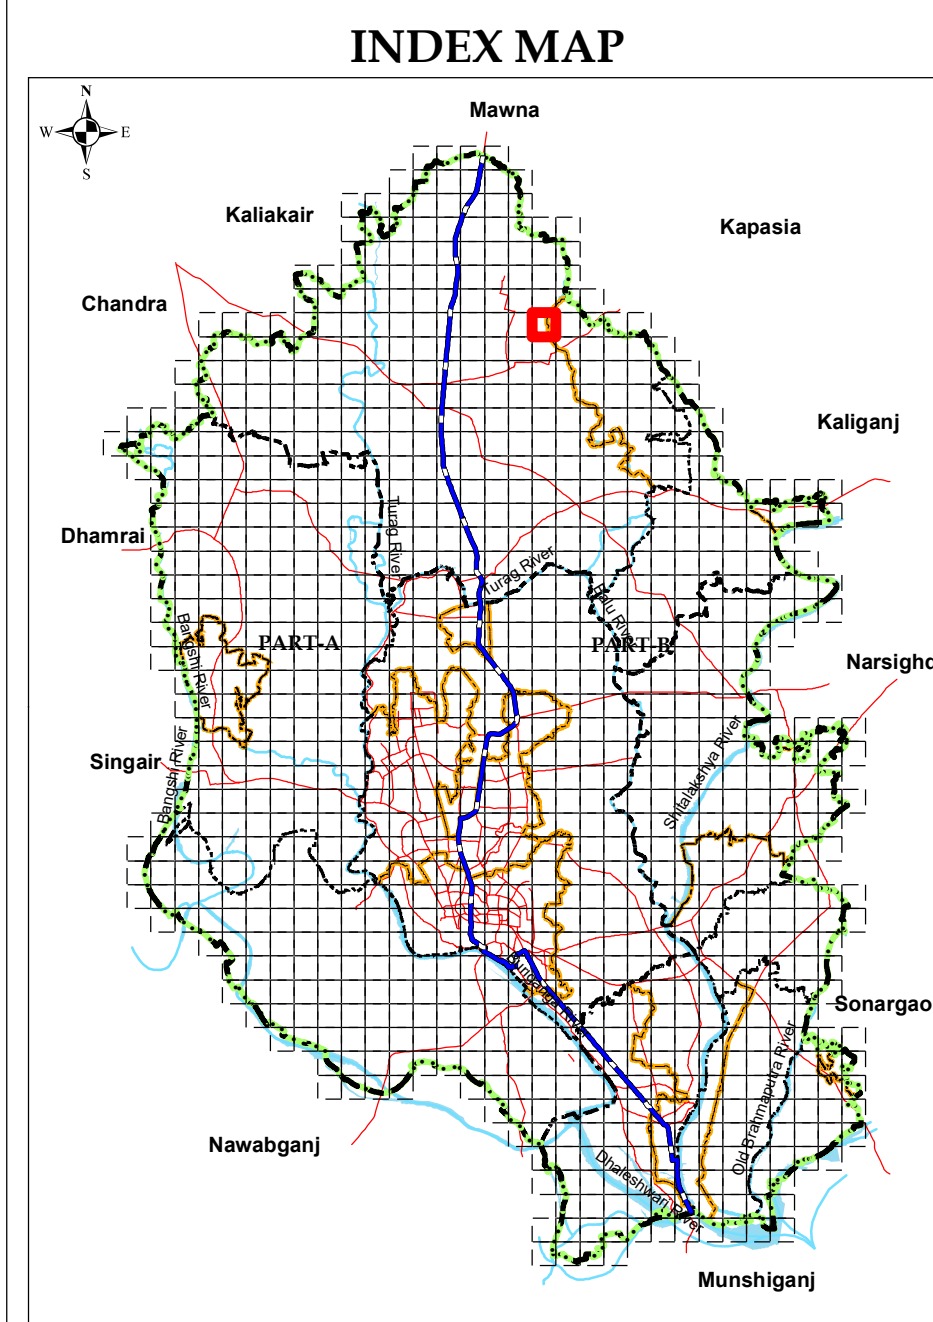 INDEX MAP
N
W E
S
Mawna
Kaliakair
Kapasia
Chandra
Kaliganj
Dhamrai
Turag River
Turag River
Balu River
PART-A
PART-B
Bangshi River
Narsighd
Singair
Bangshi River
Shitalakshya River
Buriganga River
Sonargao
Old Brahmaputra River
Nawabganj
Dhaleshwari River
Munshiganj